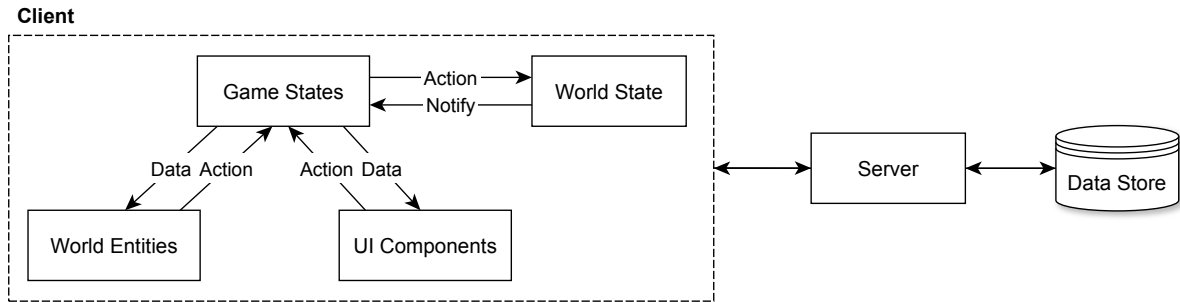 Client
Game States
Action
Notify
World State
Data Action
Action Data
Server
Data Store
World Entities
UI Components